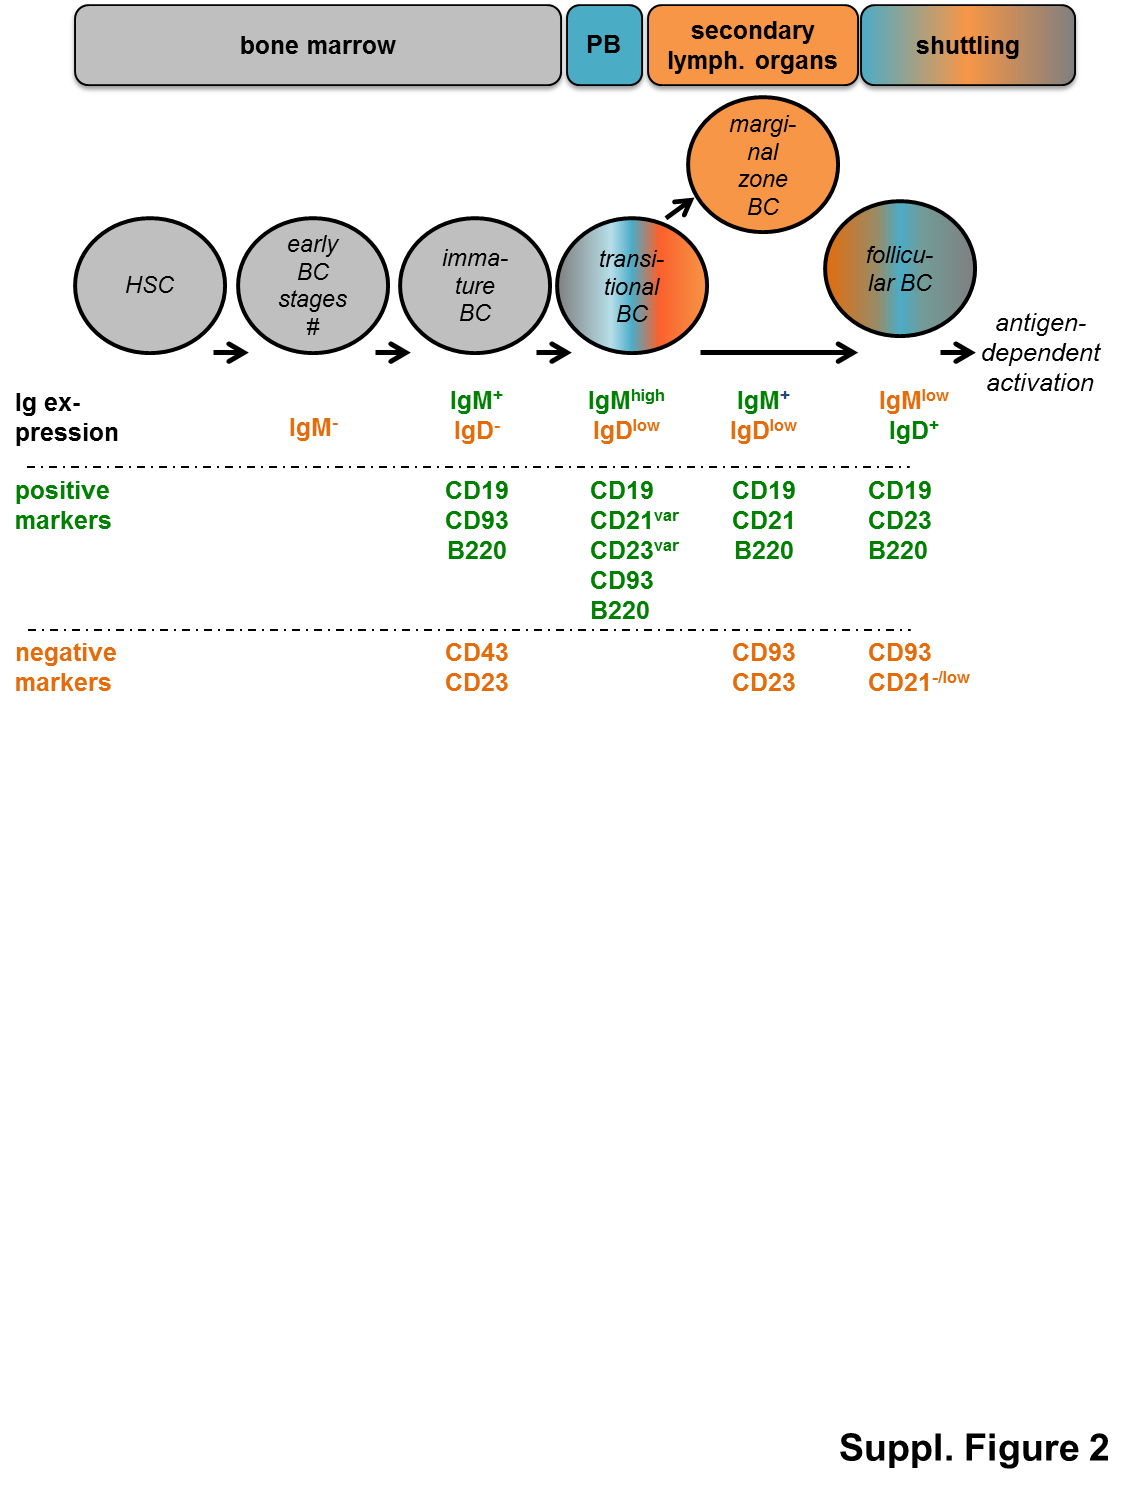 bone marrow
PB
secondary
lymph. organs
shuttling
margi-
nal
zone
BC
HSC
early
BC
stages
#
imma-
ture
BC
transi-
tional
BC
follicu-
lar BC
antigen-
dependent
activation
Ig ex-
pression
IgM-
IgM+
IgD-
IgMhigh
IgDlow
IgM+
IgDlow
IgMlow
IgD+
positive
markers
CD19
CD93
B220
CD19
CD21var
CD23var
CD93
B220
CD19
CD21
B220
CD19
CD23
B220
negative
markers
CD43
CD23
CD93
CD23
CD93
CD21-/low
Suppl. Figure 2